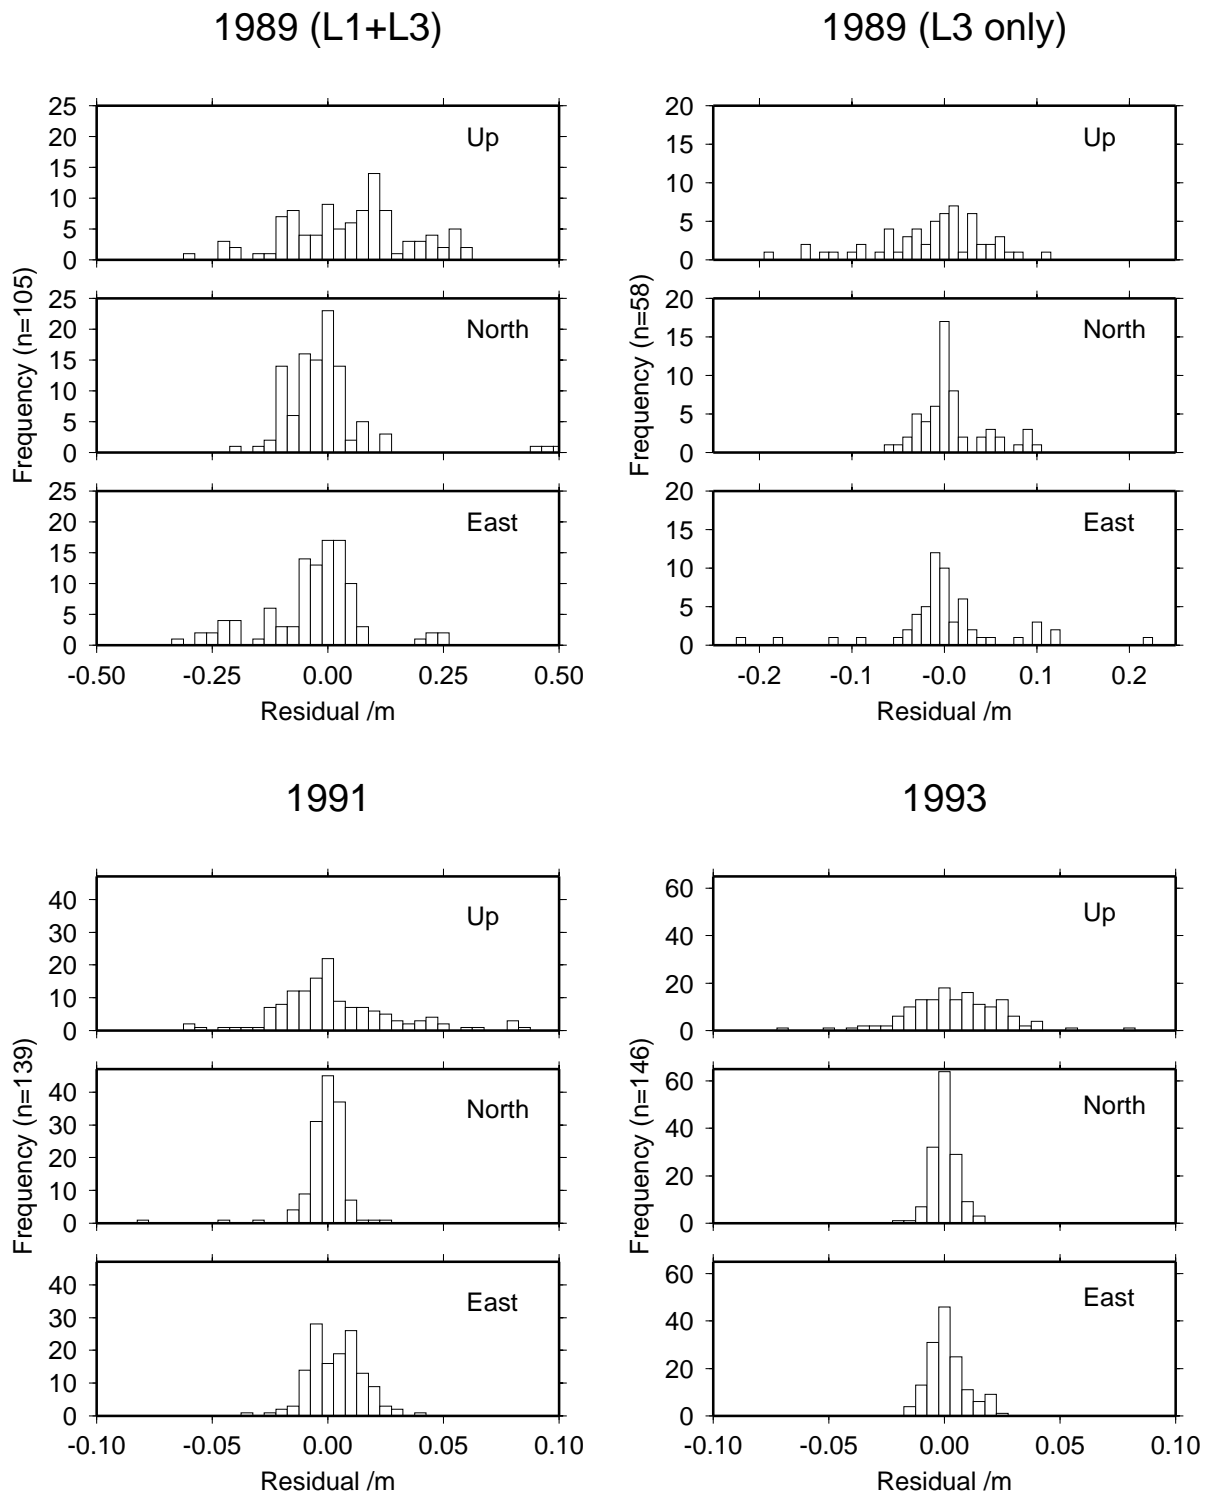 1989 (L1+L3)
1989 (L3 only)
25
20
15
10
5
0
Up
20
15
10
5
0
Up
Frequency (n=105)
25
20
15
10
5
0
North
Frequency (n=58)
20
15
10
5
0
North
25
20
15
10
5
0
East
-0.50 -0.25 0.00 0.25 0.50
Residual /m
20
15
10
5
0
East
-0.2 -0.1 -0.0 0.1 0.2
Residual /m
1991
1993
40
30
20
10
0
Up
60
40
20
0
Up
Frequency (n=139)
40
30
20
10
0
North
Frequency (n=146)
60
40
20
0
North
40
30
20
10
0
East
-0.10 -0.05 0.00 0.05 0.10
Residual /m
60
40
20
0
East
-0.10 -0.05 0.00 0.05 0.10
Residual /m